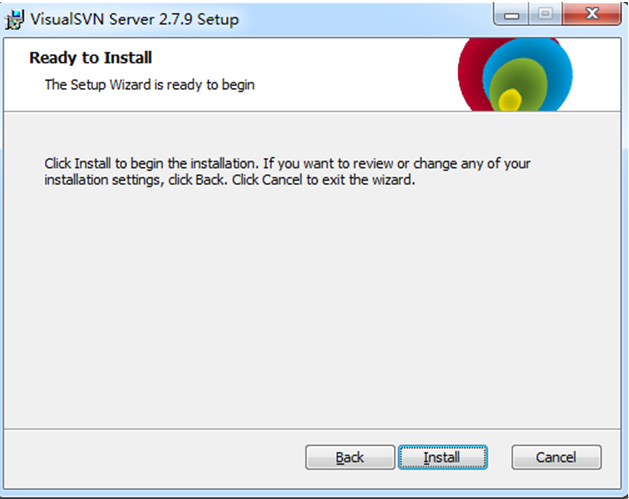 VisualSVN Server 2.7.9 Setup
Ready to Install
The Setup Wizard is ready to begin
Click Install to begin the installation. If you want to review or change any of your
installation settings, click Back. Click Cancel to exit the wizard.
Back Install Cancel